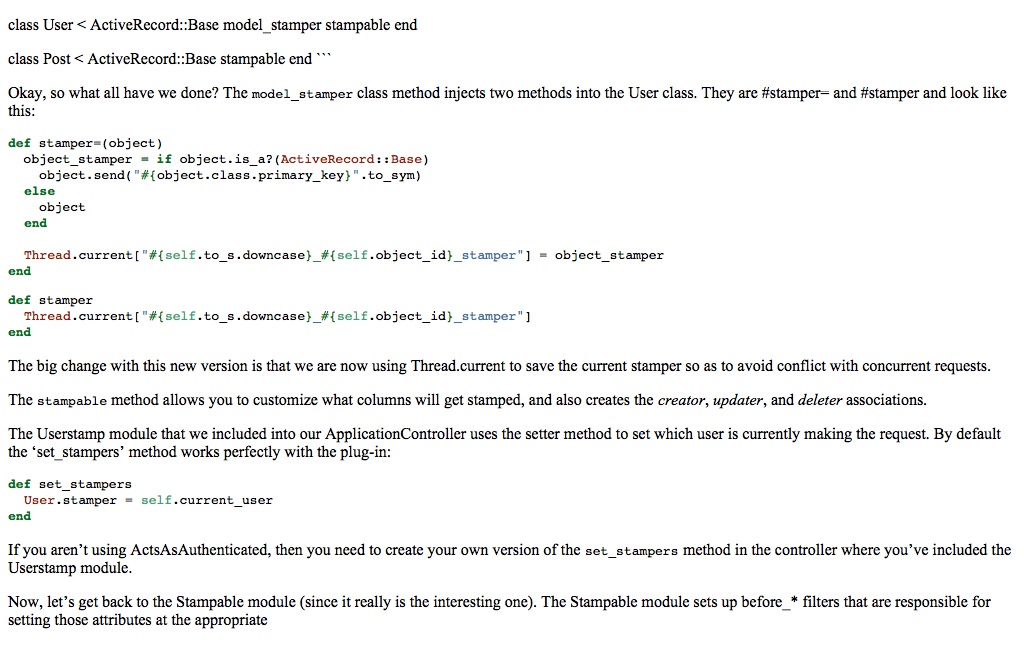 class User < ActiveRecord::Base model_stamper stampable end
class Post < ActiveRecord::Base stampable end ```
Okay, so what all have we done? The model_stamper class method injects two methods into the User class. They are #stamper= and #stamper and look like
this:
def stamper=(object)
  object_stamper = if object.is_a?(ActiveRecord::Base)
    object.send("#{object.class.primary_key}".to_sym)
  else
    object
  end
  Thread.current["#{self.to_s.downcase}_#{self.object_id}_stamper"] = object_stamper
end
def stamper
  Thread.current["#{self.to_s.downcase}_#{self.object_id}_stamper"]
end
The big change with this new version is that we are now using Thread.current to save the current stamper so as to avoid conflict with concurrent requests.
The stampable method allows you to customize what columns will get stamped, and also creates the creator, updater, and deleter associations.
The Userstamp module that we included into our ApplicationController uses the setter method to set which user is currently making the request. By default
the ‘set_stampers’ method works perfectly with the plug-in:
def set_stampers
  User.stamper = self.current_user
end
If you aren’t using ActsAsAuthenticated, then you need to create your own version of the set_stampers method in the controller where you’ve included the
Userstamp module.
Now, let’s get back to the Stampable module (since it really is the interesting one). The Stampable module sets up before_* filters that are responsible for
setting those attributes at the appropriate